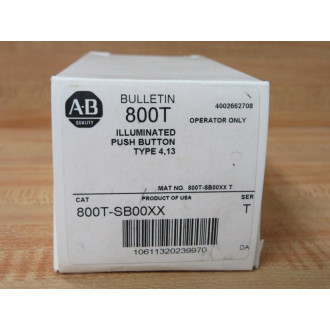 A-B
QUALITY
BULLETIN
800T
4002662708
ILLUMINATED
PUSH BUTTON
TYPE 4,13
OPERATOR ONLY
MAT NO. 800T-SB00XX T
CAT
PRODUCT OF USA
SER
800T-SB00XX
T
10611320239970
DA